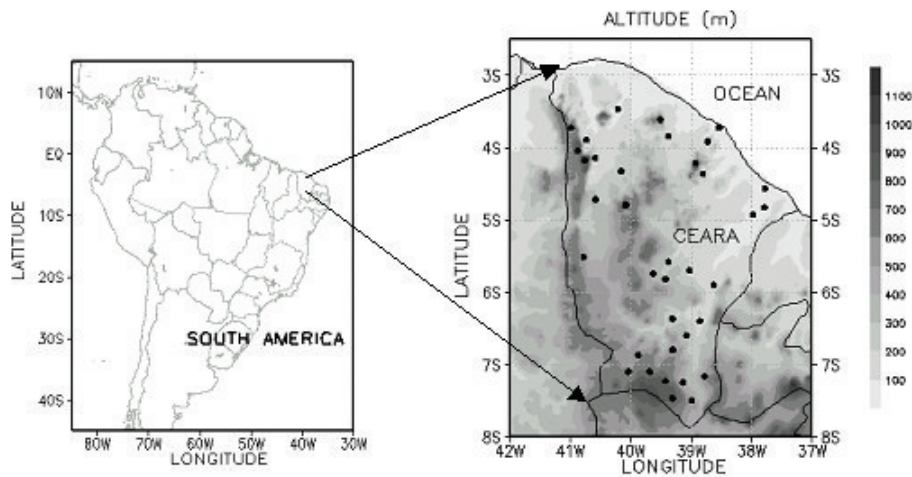 ALTITUDE (m)
10N
EQ
10S
20S
30S
40S
LATITUDE
SOUTH AMERICA
80W 70W 60W 50W 40W 30W
LONGITUDE
3S
4S
5S
6S
7S
8S
LATITUDE
OCEAN
CEARA
3S
4S
5S
6S
7S
8S
42W 41W 40W 39W 38W 37W
LONGITUDE
1100
1000
900
800
700
600
500
400
300
200
100